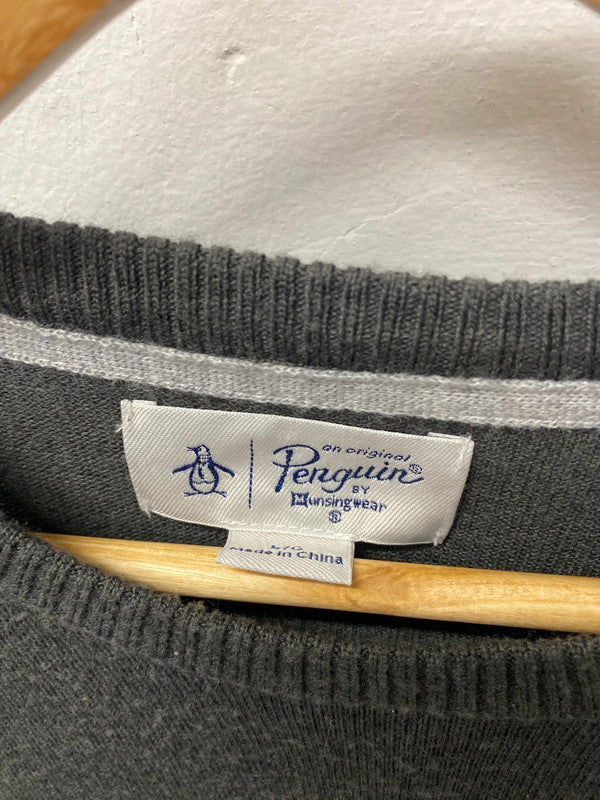 an original
Penguin®
BY
Munsingwear
®
Made in China